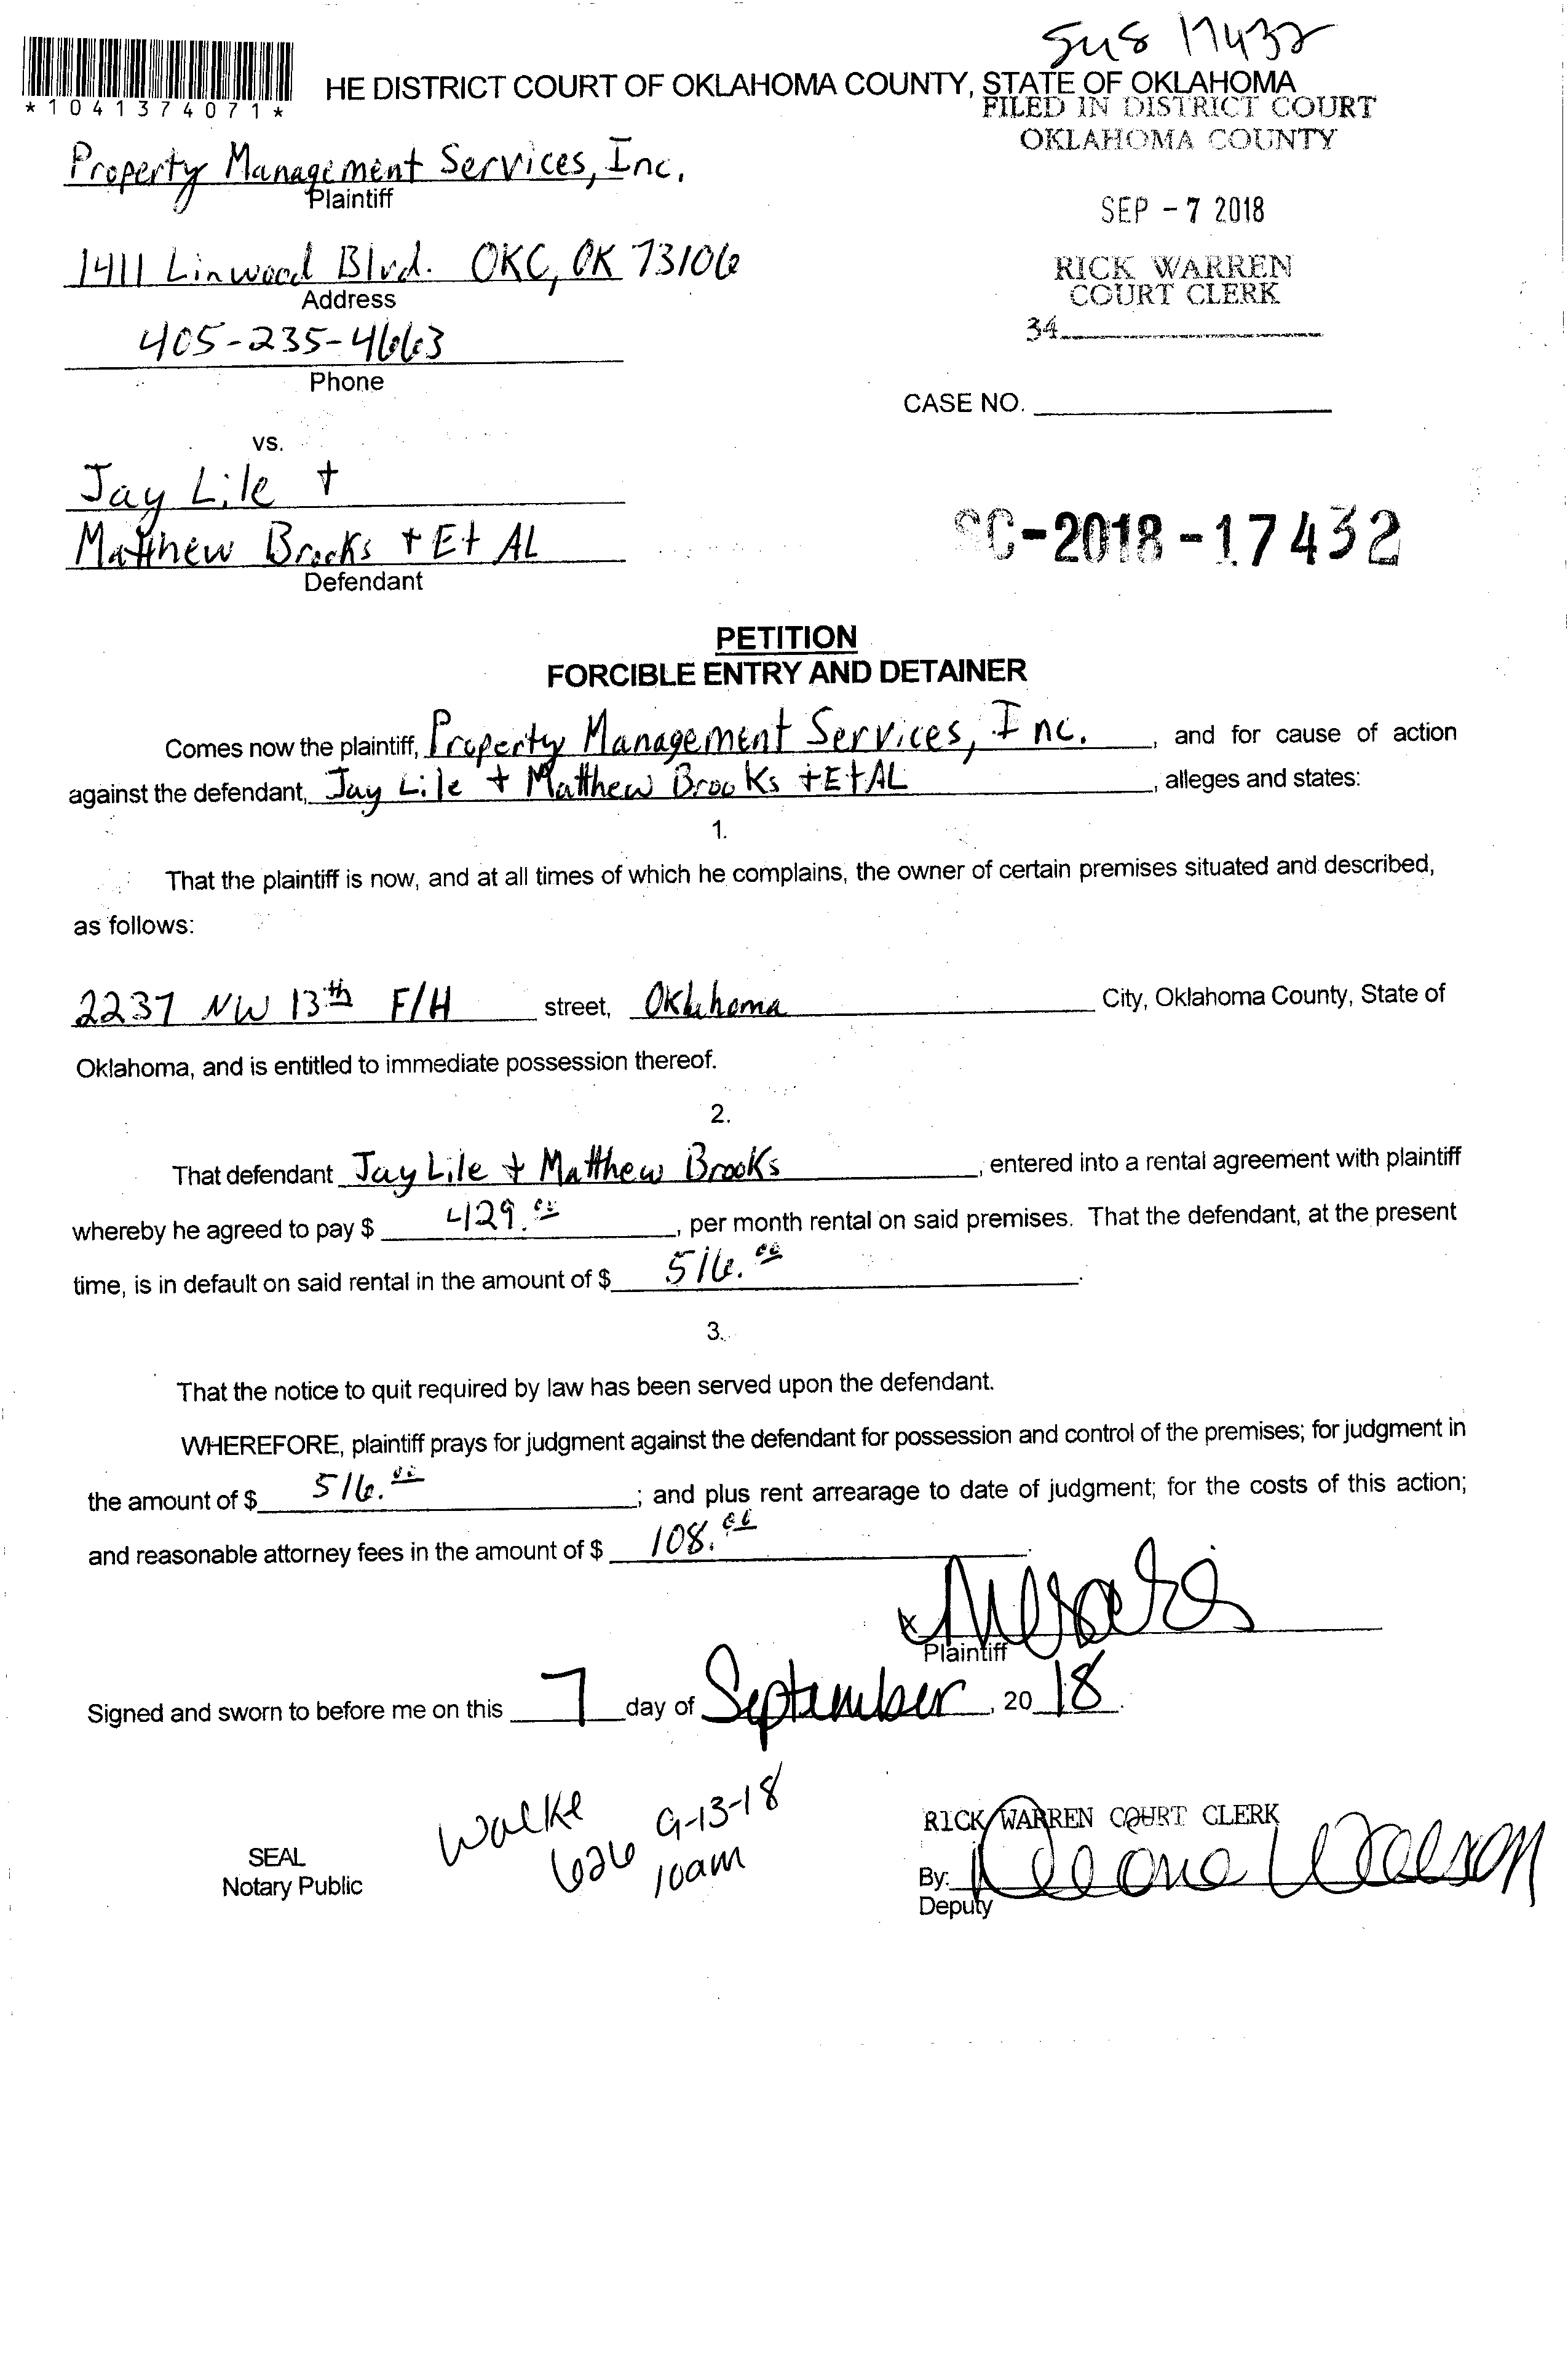 SUS 17432
*1041374071*
HE DISTRICT COURT OF OKLAHOMA COUNTY, STATE OF OKLAHOMA
FILED IN DISTRICT COURT
OKLAHOMA COUNTY
Property Management Services, Inc.
Plaintiff
SEP - 7 2018
1411 Linwood Blvd. OKC, OK 73106
Address
RICK WARREN
COURT CLERK
34
405-235-4663
Phone
CASE NO.
vs.
Jay Lile +
Matthew Brooks + Et AL
Defendant
SC-2018-17432
PETITION
FORCIBLE ENTRY AND DETAINER
Comes now the plaintiff, Property Management Services, Inc. , and for cause of action
against the defendant, Jay Lile + Matthew Brooks + Et AL , alleges and states:
1.
That the plaintiff is now, and at all times of which he complains, the owner of certain premises situated and described,
as follows:
2237 NW 13th F/H street, Oklahoma City, Oklahoma County, State of
Oklahoma, and is entitled to immediate possession thereof.
2.
That defendant Jay Lile + Matthew Brooks , entered into a rental agreement with plaintiff
whereby he agreed to pay $ 429.00 , per month rental on said premises. That the defendant, at the present
time, is in default on said rental in the amount of $ 516.00 .
3.
That the notice to quit required by law has been served upon the defendant.
WHEREFORE, plaintiff prays for judgment against the defendant for possession and control of the premises; for judgment in
the amount of $ 516.00 ; and plus rent arrearage to date of judgment; for the costs of this action;
and reasonable attorney fees in the amount of $ 108.00 .
x
Plaintiff
Signed and sworn to before me on this 7 day of September , 20 18 .
Walke 9-13-18
626 10am
RICK WARREN COURT CLERK
SEAL
Notary Public
By:
Deputy